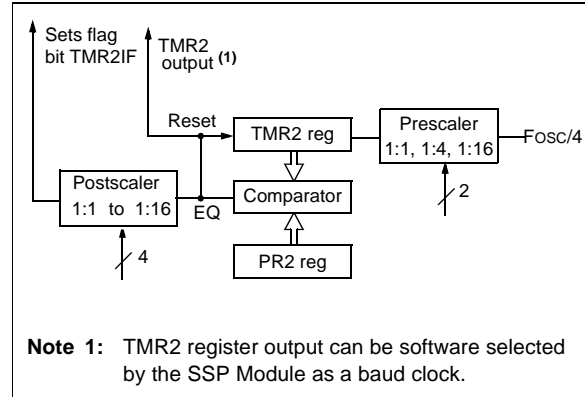 Sets flag
bit TMR2IF
TMR2
output (1)
Reset
TMR2 reg
Prescaler
1:1, 1:4, 1:16
FOSC/4
2
Postscaler
1:1 to 1:16
EQ
Comparator
4
PR2 reg
Note 1: TMR2 register output can be software selected
by the SSP Module as a baud clock.